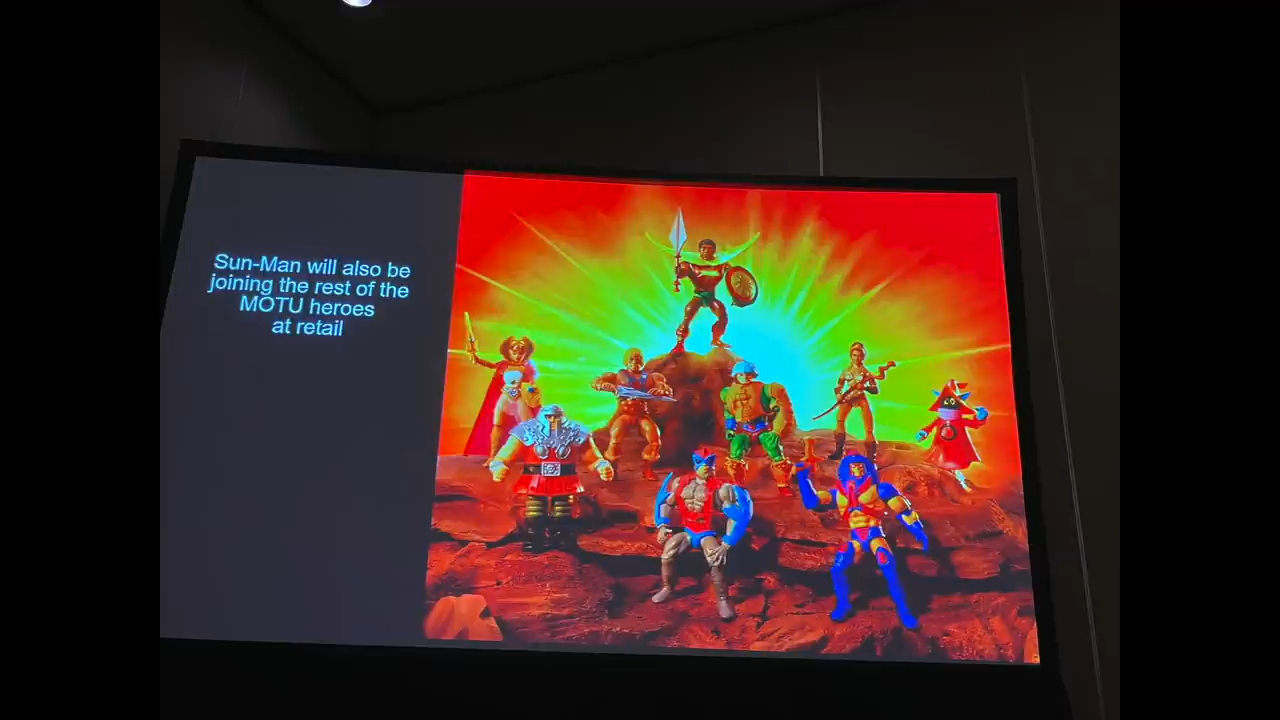 Sun-Man will also be
joining the rest of the
MOTU heroes
at retail